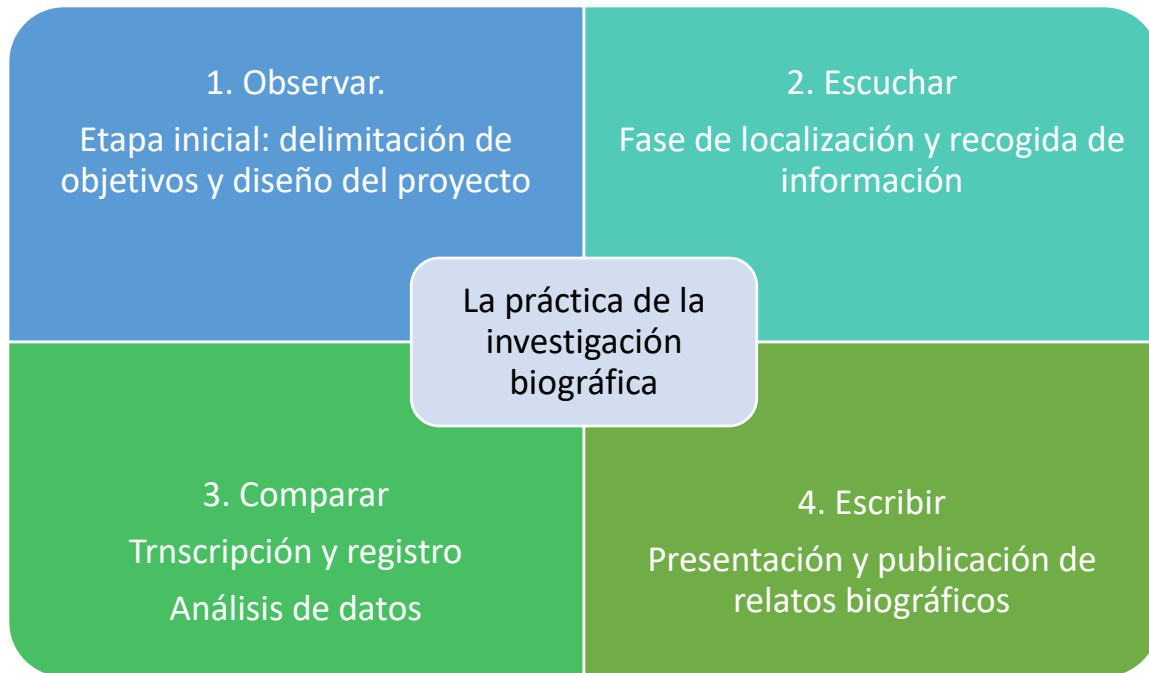 1. Observar.
Etapa inicial: delimitación de
objetivos y diseño del proyecto
2. Escuchar
Fase de localización y recogida de
información
La práctica de la
investigación
biográfica
3. Comparar
Trnscripción y registro
Análisis de datos
4. Escribir
Presentación y publicación de
relatos biográficos